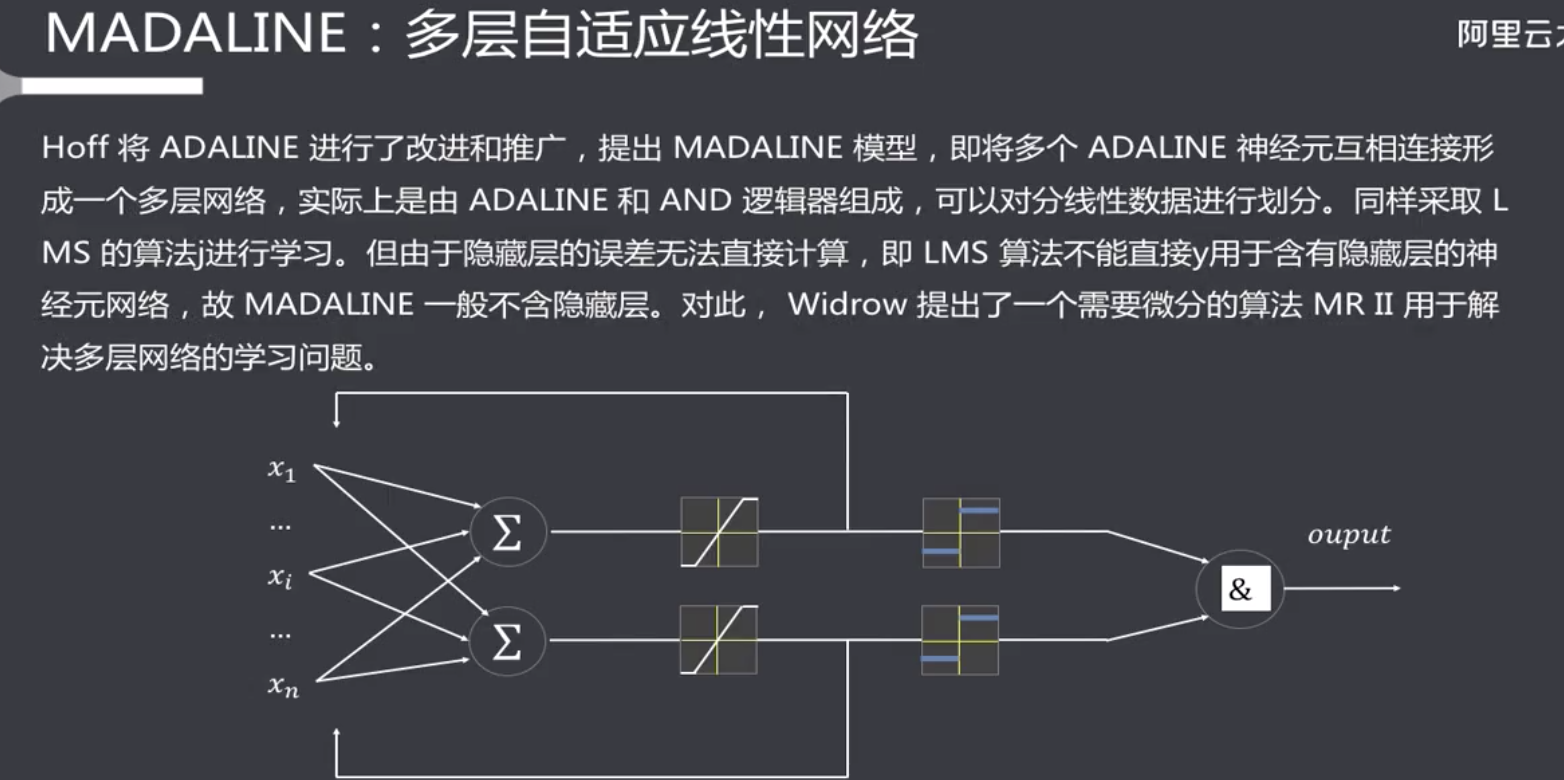 MADALINE：多层自适应线性网络
阿里云
Hoff 将 ADALINE 进行了改进和推广，提出 MADALINE 模型，即将多个 ADALINE 神经元互相连接形
成一个多层网络，实际上是由 ADALINE 和 AND 逻辑器组成，可以对分线性数据进行划分。同样采取 L
MS 的算法j进行学习。但由于隐藏层的误差无法直接计算，即 LMS 算法不能直接y用于含有隐藏层的神
经元网络，故 MADALINE 一般不含隐藏层。对此， Widrow 提出了一个需要微分的算法 MR II 用于解
决多层网络的学习问题。
x₁
...
xᵢ
...
xₙ
Σ
Σ
&
ouput